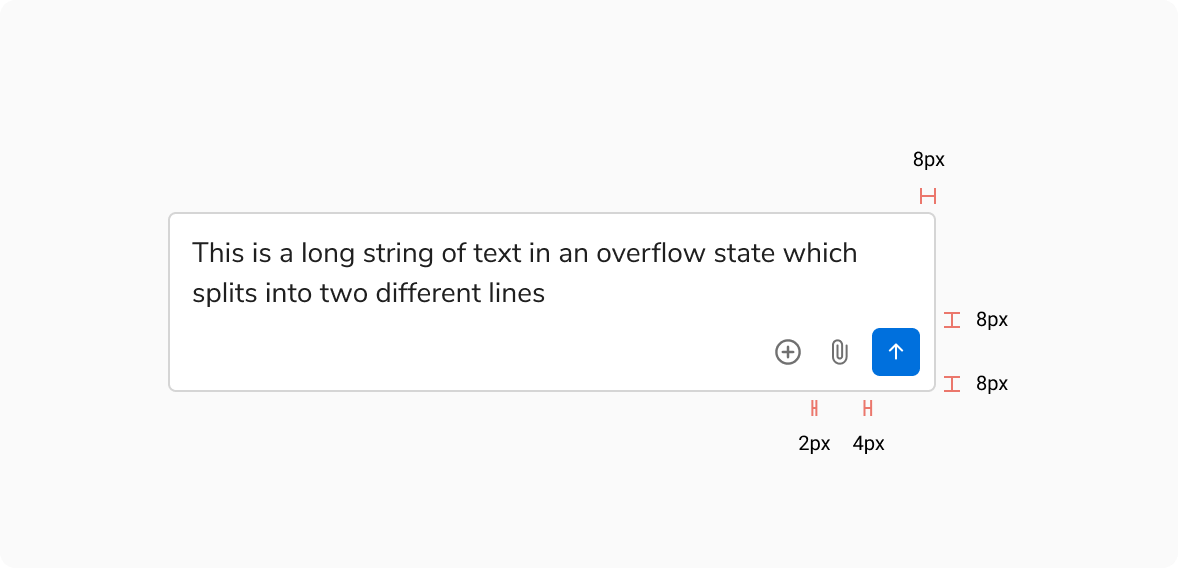 8px
This is a long string of text in an overflow state which
splits into two different lines
8px
8px
2px 4px